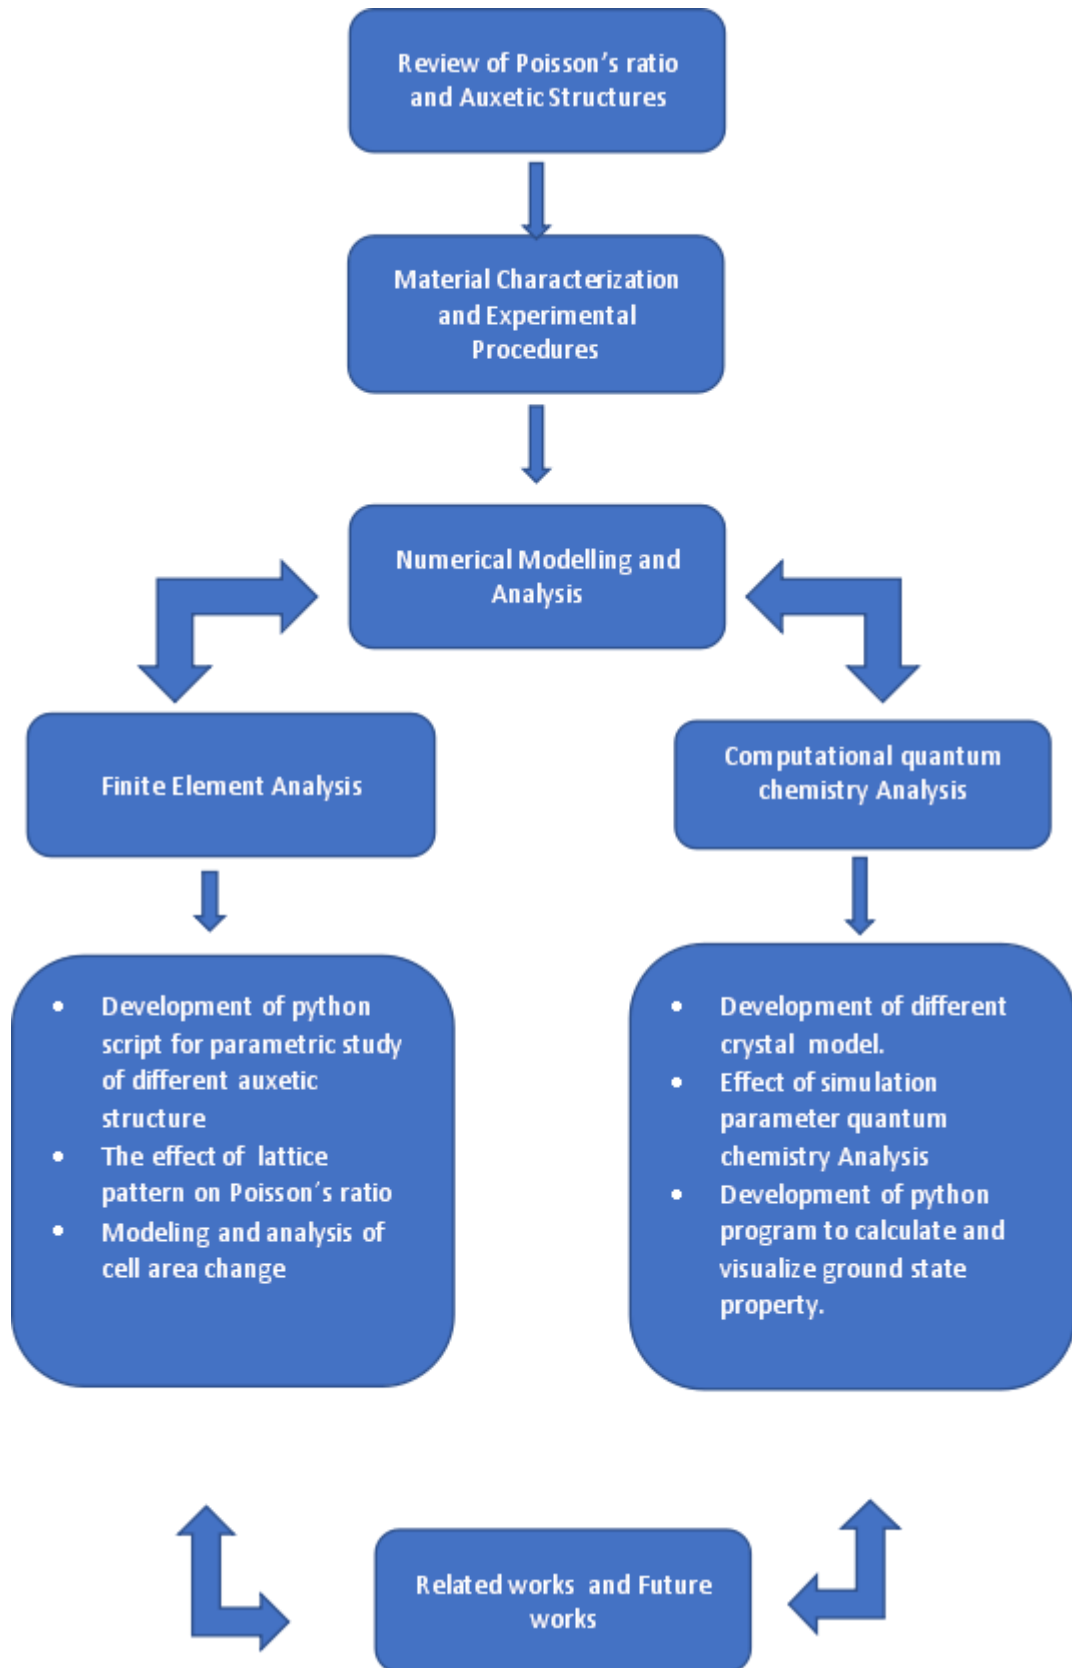 Review of Poisson's ratio
and Auxetic Structures
Material Characterization
and Experimental
Procedures
Numerical Modelling and
Analysis
Finite Element Analysis
Computational quantum
chemistry Analysis
• Development of python
script for parametric study
of different auxetic
structure
• The effect of lattice
pattern on Poisson´s ratio
• Modeling and analysis of
cell area change
• Development of different
crystal model.
• Effect of simulation
parameter quantum
chemistry Analysis
• Development of python
program to calculate and
visualize ground state
property.
Related works and Future
works